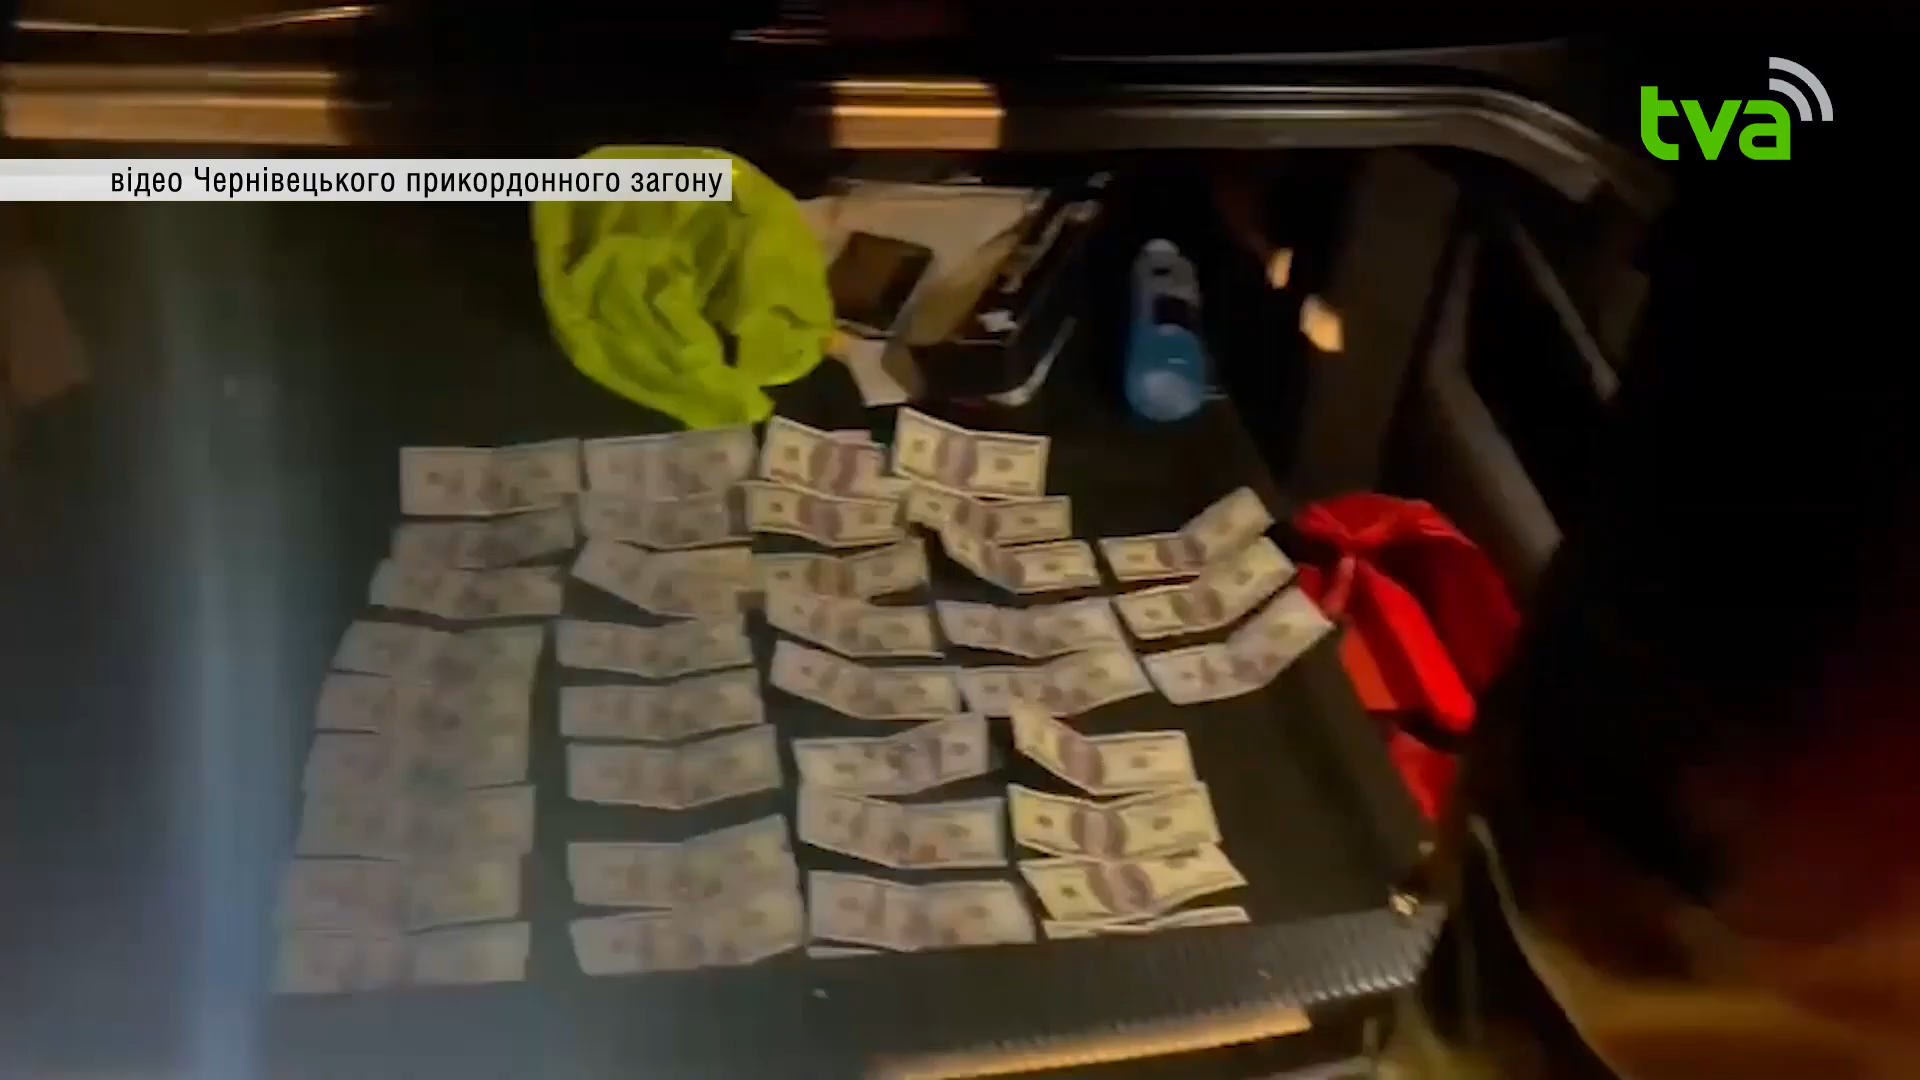 tva
відео Чернівецького прикордонного загону